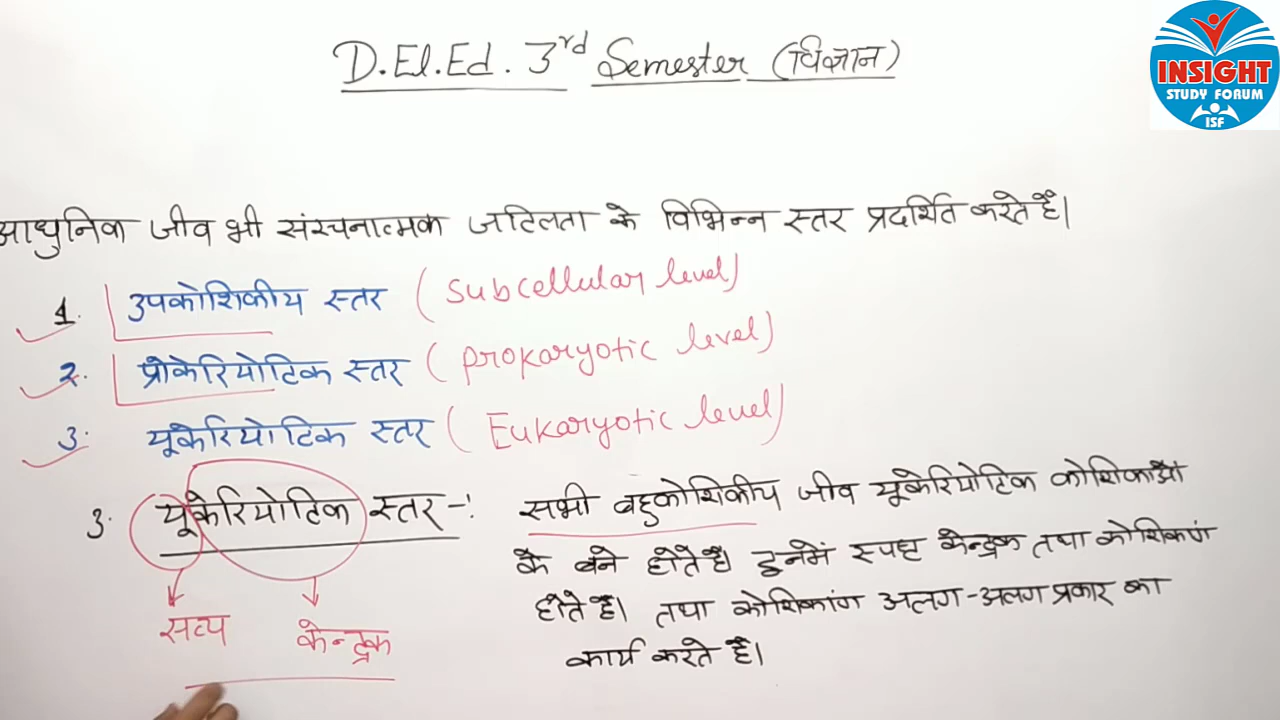 D.El.Ed. 3rd Semester (विज्ञान)
INSIGHT
STUDY FORUM
ISF
आधुनिक जीव भी संरचनात्मक जटिलता के विभिन्न स्तर प्रदर्शित करते है।
1. उपकोशिकीय स्तर (Subcellular level)
2. प्रोकेरियोटिक स्तर (prokaryotic level)
3. यूकेरियोटिक स्तर (Eukaryotic level)
3. यूकेरियोटिक स्तर -: सभी बहुकोशिकीय जीव यूकेरियोटिक कोशिकाओं
के बने होते है। इनमें स्पष्ट केन्द्रक तथा कोशिकाएं
होते है। तथा कोशिकांग अलग-अलग प्रकार का
कार्य करते है।
सत्य केन्द्रक